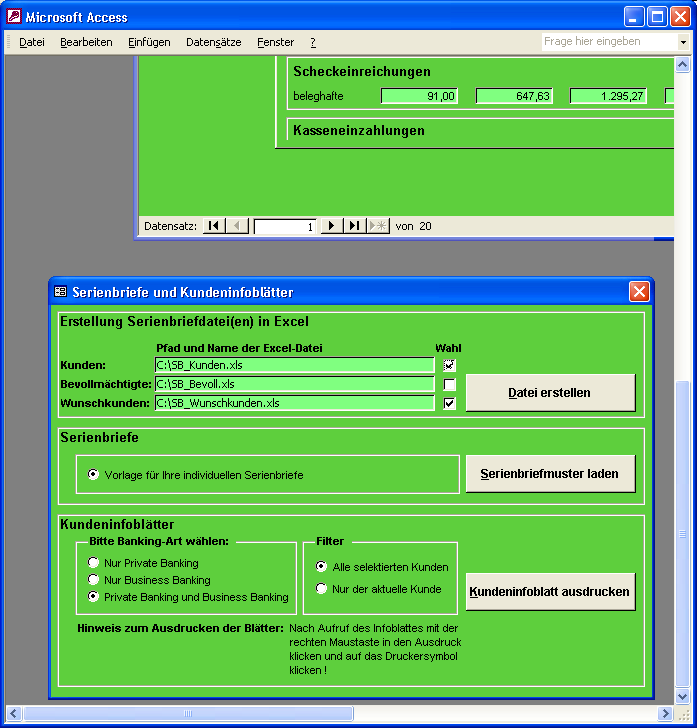 Microsoft Access
Datei Bearbeiten Einfügen Datensätze Fenster ? Frage hier eingeben
Scheckeinreichungen
beleghafte 91,00 647,63 1.295,27
Kasseneinzahlungen
Datensatz: 1 von 20
Serienbriefe und Kundeninfoblätter
Erstellung Serienbriefdatei(en) in Excel
Pfad und Name der Excel-Datei Wahl
Kunden: C:\SB_Kunden.xls
Bevollmächtigte: C:\SB_Bevoll.xls
Wunschkunden: C:\SB_Wunschkunden.xls
Datei erstellen
Serienbriefe
Vorlage für Ihre individuellen Serienbriefe
Serienbriefmuster laden
Kundeninfoblätter
Bitte Banking-Art wählen:
Nur Private Banking
Nur Business Banking
Private Banking und Business Banking
Filter
Alle selektierten Kunden
Nur der aktuelle Kunde
Kundeninfoblatt ausdrucken
Hinweis zum Ausdrucken der Blätter: Nach Aufruf des Infoblattes mit der
rechten Maustaste in den Ausdruck
klicken und auf das Druckersymbol
klicken !